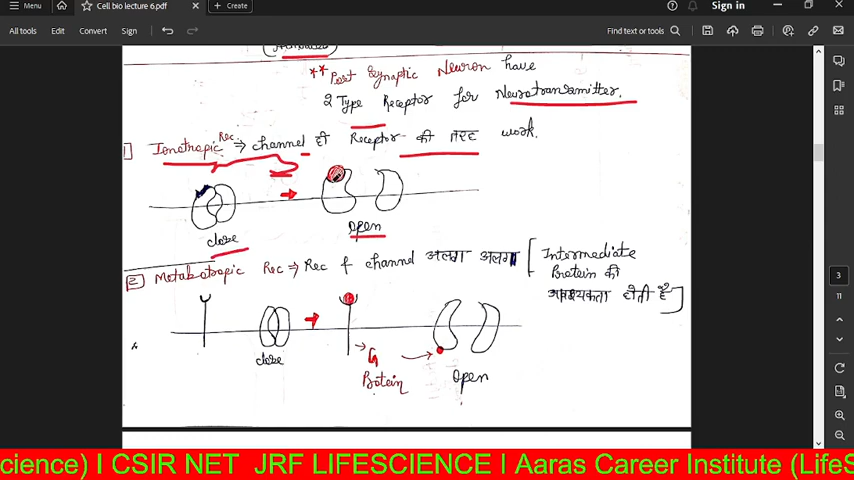 Menu
Cell bio lecture 6.pdf
Create
Sign in
All tools Edit Convert Sign
Find text or tools
** Post Synaptic Neuron have
2 Type Receptor for Neurotransmitter.
1 Ionotropic Rec ⇒ channel ही Receptor की तरह work.
close
open
2 Metabotropic Rec ⇒ Rec & channel अलग अलग [Intermediate
Protein की
आवश्यकता होती है]
close
G
Protein
Open
3
11
cience) I CSIR NET JRF LIFESCIENCE I Aaras Career Institute (LifeS